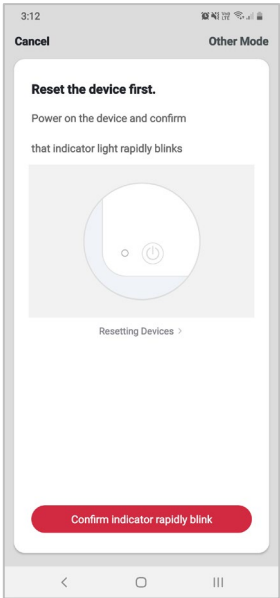 3:12
Cancel
Other Mode
Reset the device first.
Power on the device and confirm
that indicator light rapidly blinks
Resetting Devices >
Confirm indicator rapidly blink